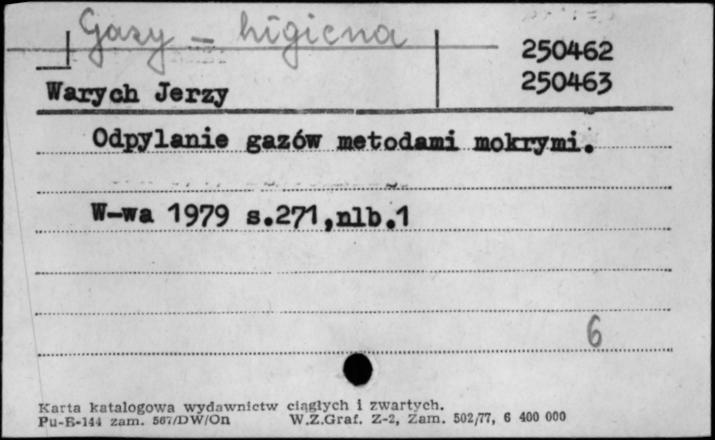 Gazy – higiena
250462
250463
Warych Jerzy
Odpylanie gazów metodami mokrymi.
W-wa 1979 s.271,nlb.1
6
Karta katalogowa wydawnictw ciągłych i zwartych.
Pu-B-144 zam. 567/DW/On W.Z.Graf. Z-2, Zam. 502/77, 6 400 000